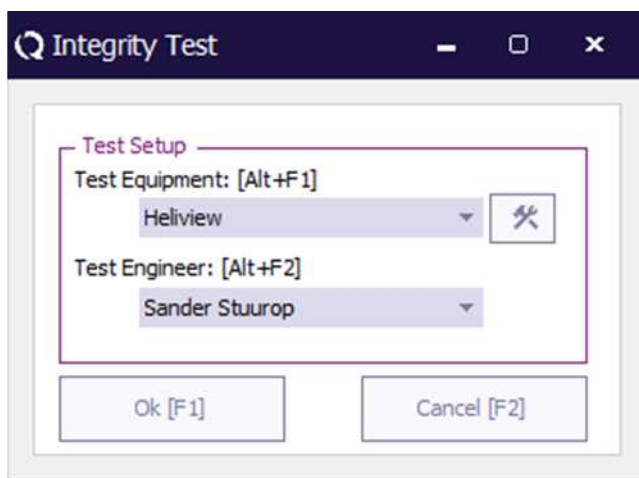 Integrity Test
Test Setup
Test Equipment: [Alt+F1]
Heliview
Test Engineer: [Alt+F2]
Sander Stuurop
Ok [F1]
Cancel [F2]